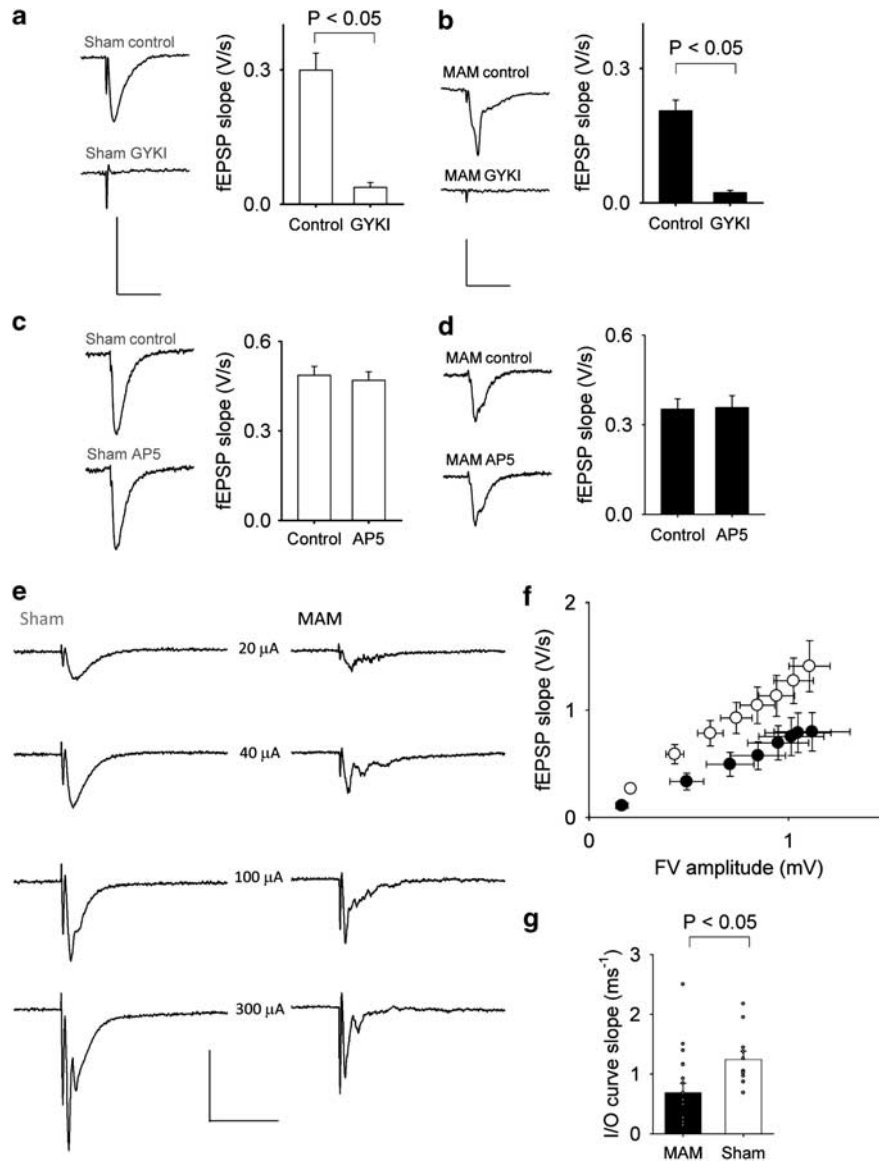 a
Sham control
Sham GYKI
fEPSP slope (V/s)
0.3
0.0
P < 0.05
Control GYKI
b
MAM control
MAM GYKI
fEPSP slope (V/s)
0.3
0.0
P < 0.05
Control GYKI
c
Sham control
Sham AP5
fEPSP slope (V/s)
0.6
0.3
0.0
Control AP5
d
MAM control
MAM AP5
fEPSP slope (V/s)
0.6
0.3
0.0
Control AP5
e
Sham
MAM
20 µA
40 µA
100 µA
300 µA
f
fEPSP slope (V/s)
2
1
0
0 1
FV amplitude (mV)
g
P < 0.05
I/O curve slope (ms⁻¹)
3
2
1
0
MAM Sham